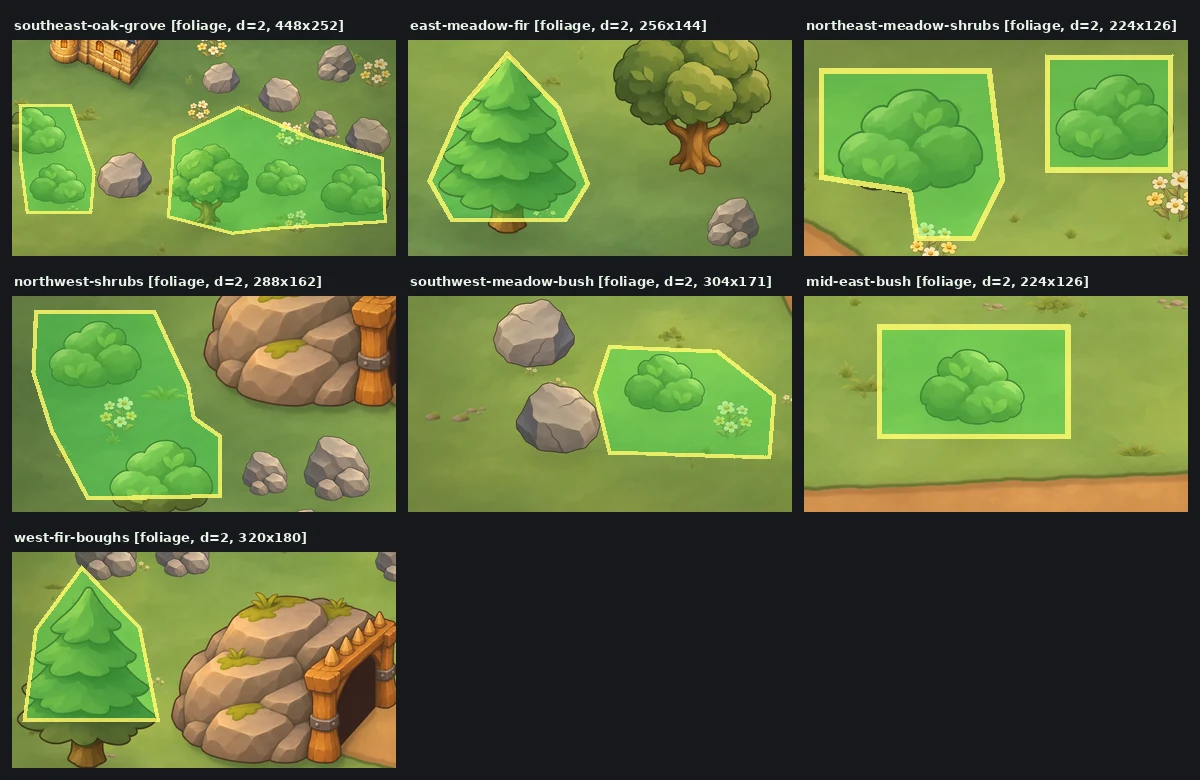 southeast-oak-grove [foliage, d=2, 448x252]
east-meadow-fir [foliage, d=2, 256x144]
northeast-meadow-shrubs [foliage, d=2, 224x126]
northwest-shrubs [foliage, d=2, 288x162]
southwest-meadow-bush [foliage, d=2, 304x171]
mid-east-bush [foliage, d=2, 224x126]
west-fir-boughs [foliage, d=2, 320x180]